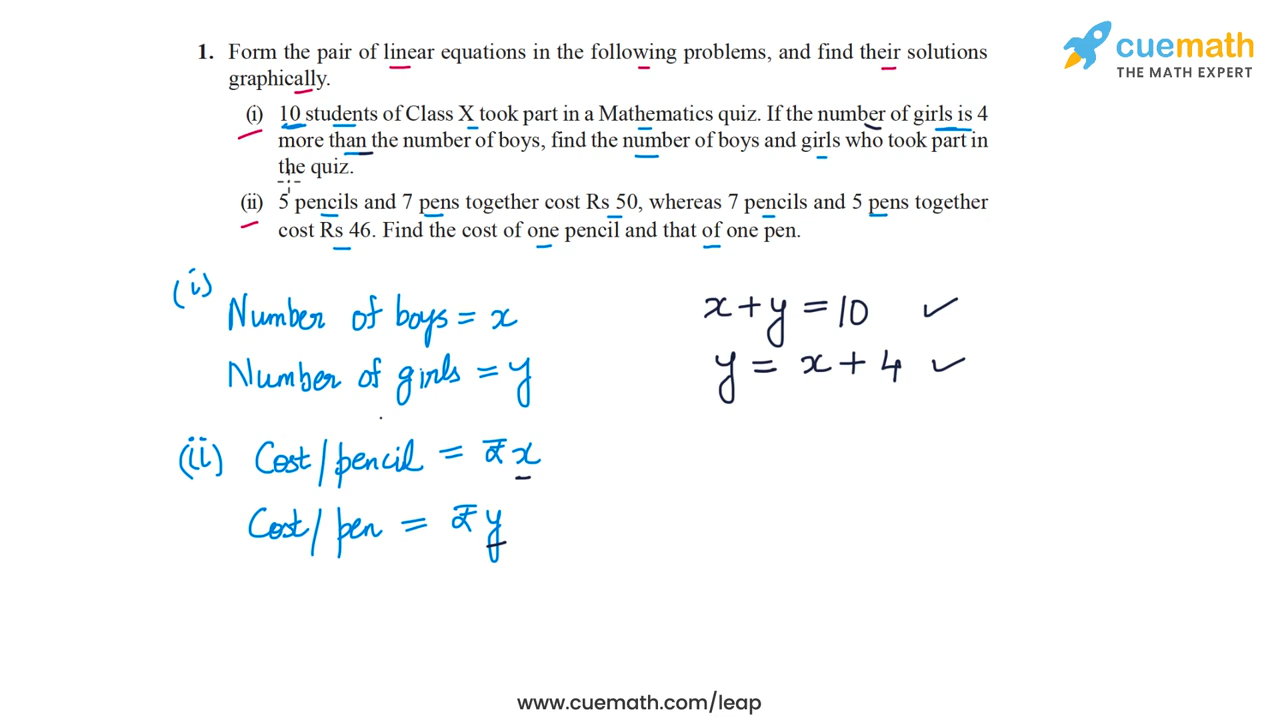 cuemath
THE MATH EXPERT
1. Form the pair of linear equations in the following problems, and find their solutions
graphically.
(i) 10 students of Class X took part in a Mathematics quiz. If the number of girls is 4
more than the number of boys, find the number of boys and girls who took part in
the quiz.
(ii) 5 pencils and 7 pens together cost Rs 50, whereas 7 pencils and 5 pens together
cost Rs 46. Find the cost of one pencil and that of one pen.
(i)
Number of boys = x
Number of girls = y
x + y = 10 ✓
y = x + 4 ✓
(ii) Cost/pencil = ₹ x
Cost/pen = ₹ y
www.cuemath.com/leap